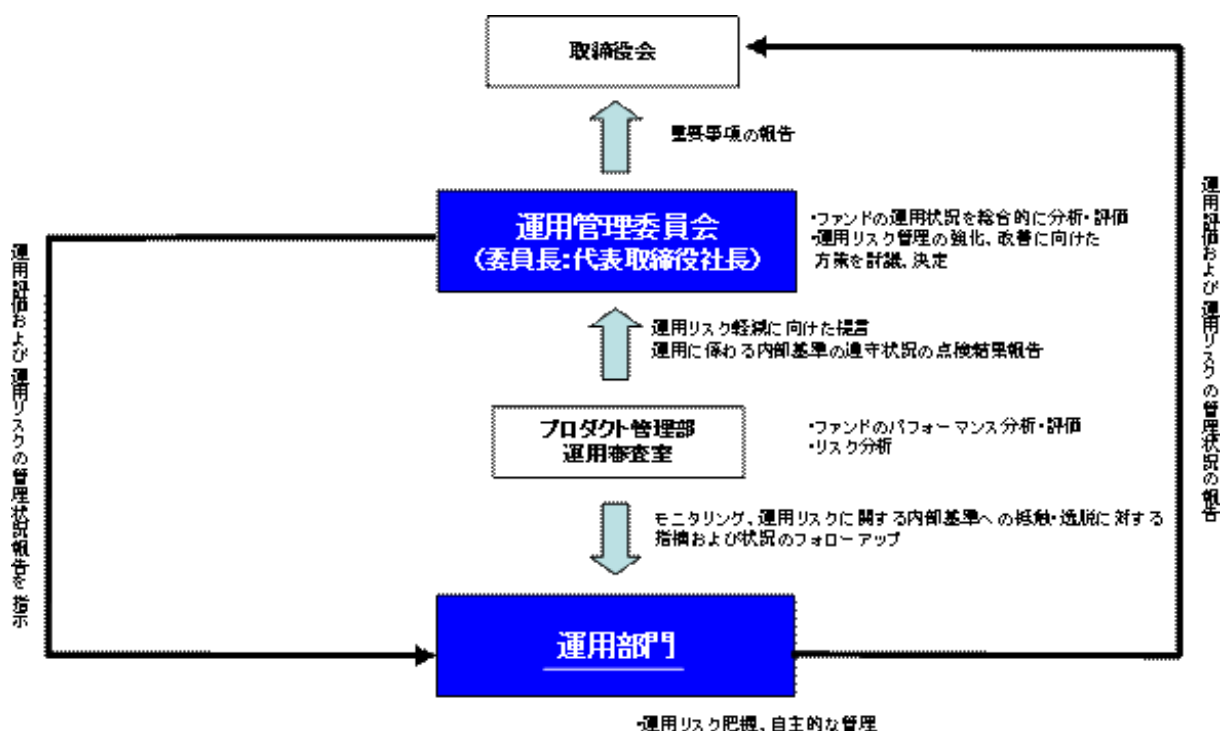 取締役会
重要事項の報告
運用管理委員会
(委員長:代表取締役社長)
・ファンドの運用状況を総合的に分析・評価
・運用リスク管理の強化、改善に向けた
方策を討議、決定
運用リスク軽減に向けた提言
運用に係わる内部基準の遵守状況の点検結果報告
プロダクト管理部
運用審査室
・ファンドのパフォーマンス分析・評価
・リスク分析
モニタリング、運用リスクに関する内部基準への抵触・逸脱に対する
指摘および状況のフォローアップ
運用部門
・運用リスク把握、自主的な管理
運用評価および運用リスクの管理状況報告を指示
運用評価および運用リスクの管理状況の報告